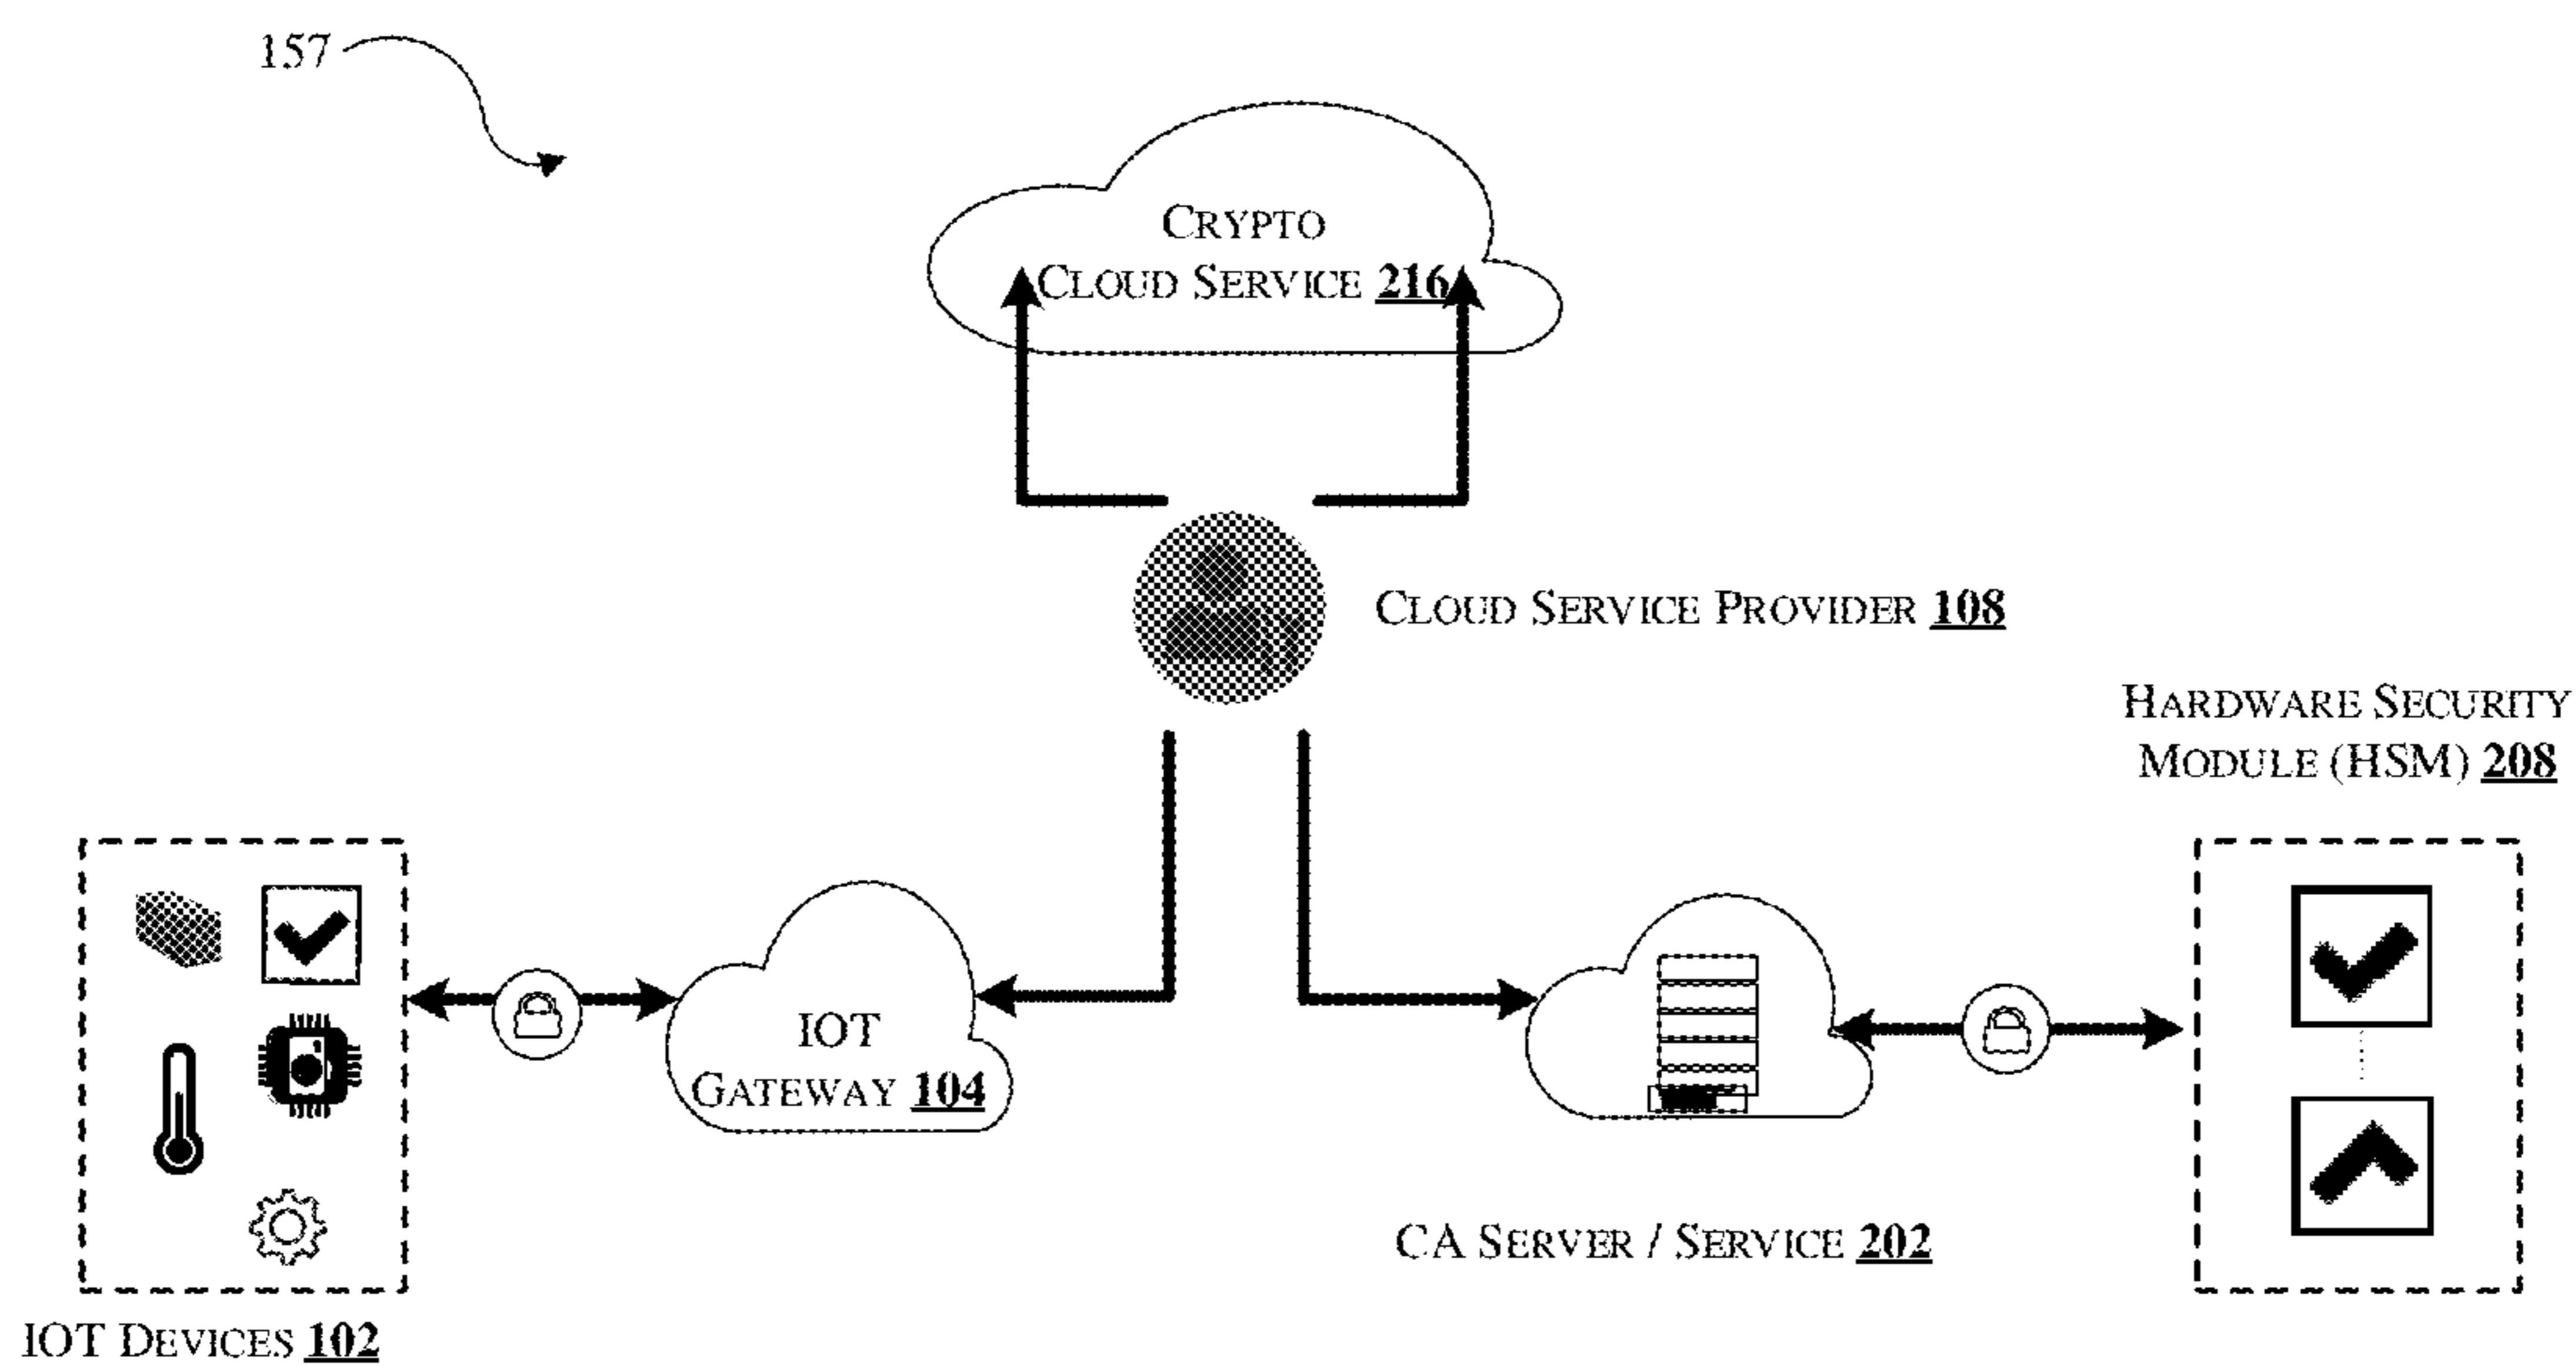 157
CRYPTO
CLOUD SERVICE 216
CLOUD SERVICE PROVIDER 108
HARDWARE SECURITY
MODULE (HSM) 208
IOT
GATEWAY 104
CA SERVER / SERVICE 202
IOT DEVICES 102